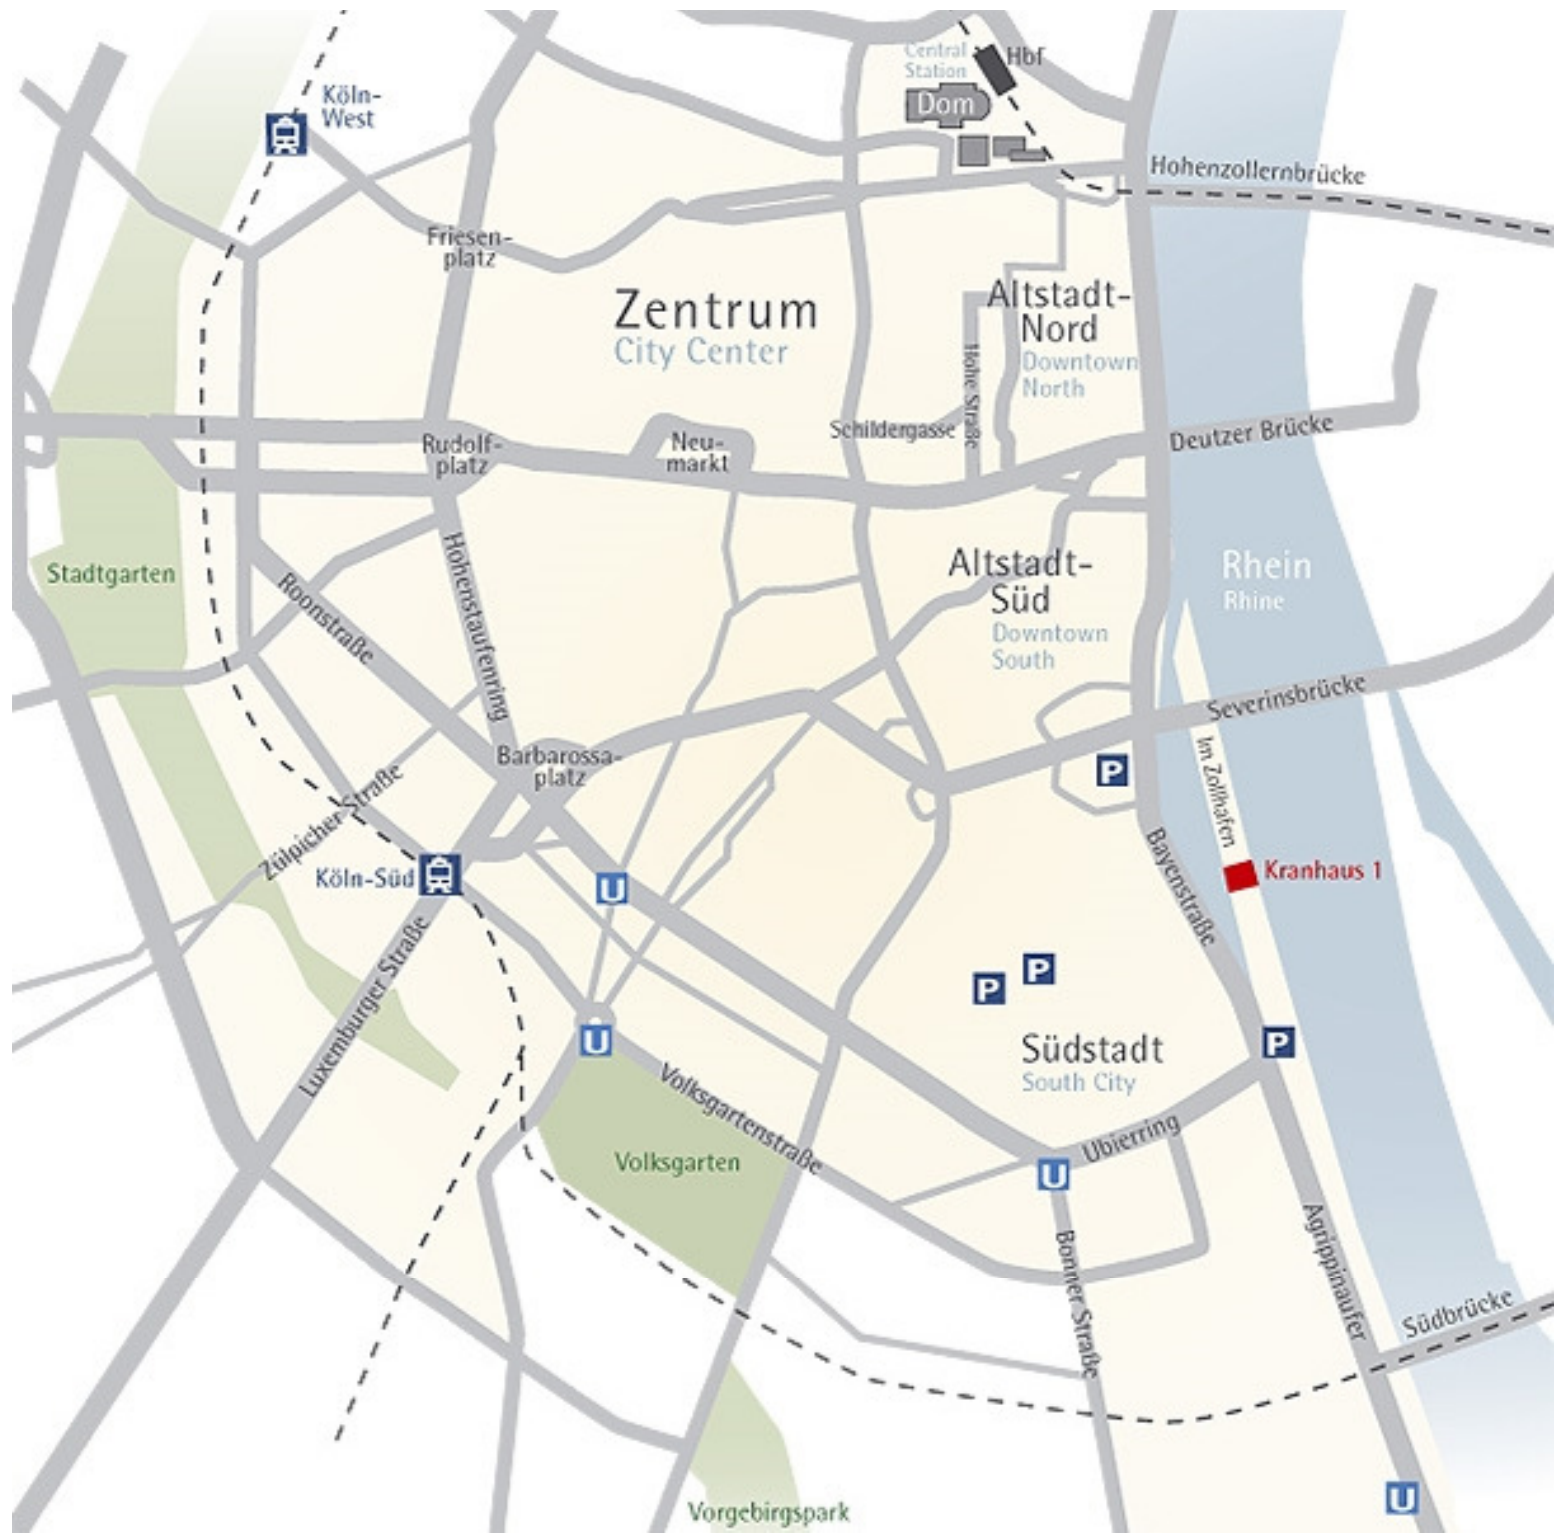 Central
Station
Hbf
Dom
Köln-
West
Hohenzollernbrücke
Friesen-
platz
Zentrum
City Center
Altstadt-
Nord
Downtown
North
Hohe Straße
Schildergasse
Deutzer Brücke
Rudolf-
platz
Neu-
markt
Stadtgarten
Roonstraße
Hohenstaufenring
Altstadt-
Süd
Downtown
South
Rhein
Rhine
Severinsbrücke
Im Zollhafen
Barbarossa-
platz
P
Zülpicher Straße
Köln-Süd
U
Bayenstraße
Kranhaus 1
Luxemburger Straße
P
P
U
P
Südstadt
South City
Volksgartenstraße
Volksgarten
Ubierring
U
Bonner Straße
Agrippinaufer
Südbrücke
U
Vorgebirgspark